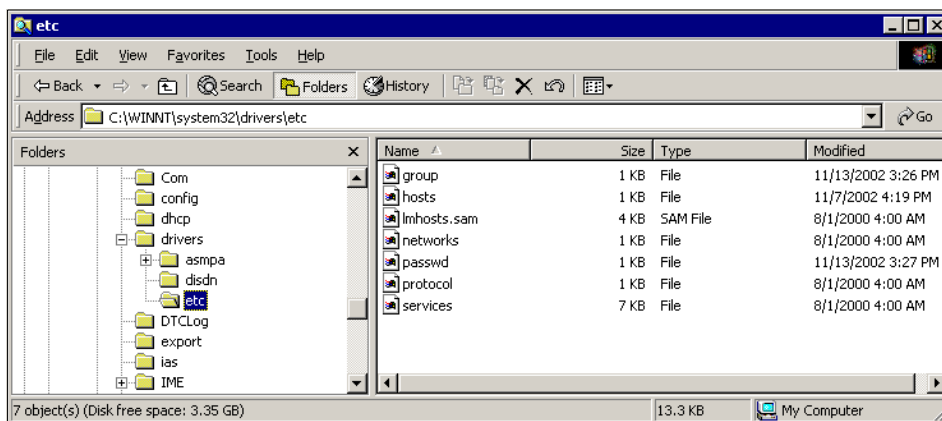 etc
File Edit View Favorites Tools Help
Back Search Folders History
Address C:\WINNT\system32\drivers\etc Go
Folders
Com
config
dhcp
drivers
asmpa
disdn
etc
DTCLog
export
ias
IME
Name Size Type Modified
group 1 KB File 11/13/2002 3:26 PM
hosts 1 KB File 11/7/2002 4:19 PM
lmhosts.sam 4 KB SAM File 8/1/2000 4:00 AM
networks 1 KB File 8/1/2000 4:00 AM
passwd 1 KB File 11/13/2002 3:27 PM
protocol 1 KB File 8/1/2000 4:00 AM
services 7 KB File 8/1/2000 4:00 AM
7 object(s) (Disk free space: 3.35 GB) 13.3 KB My Computer